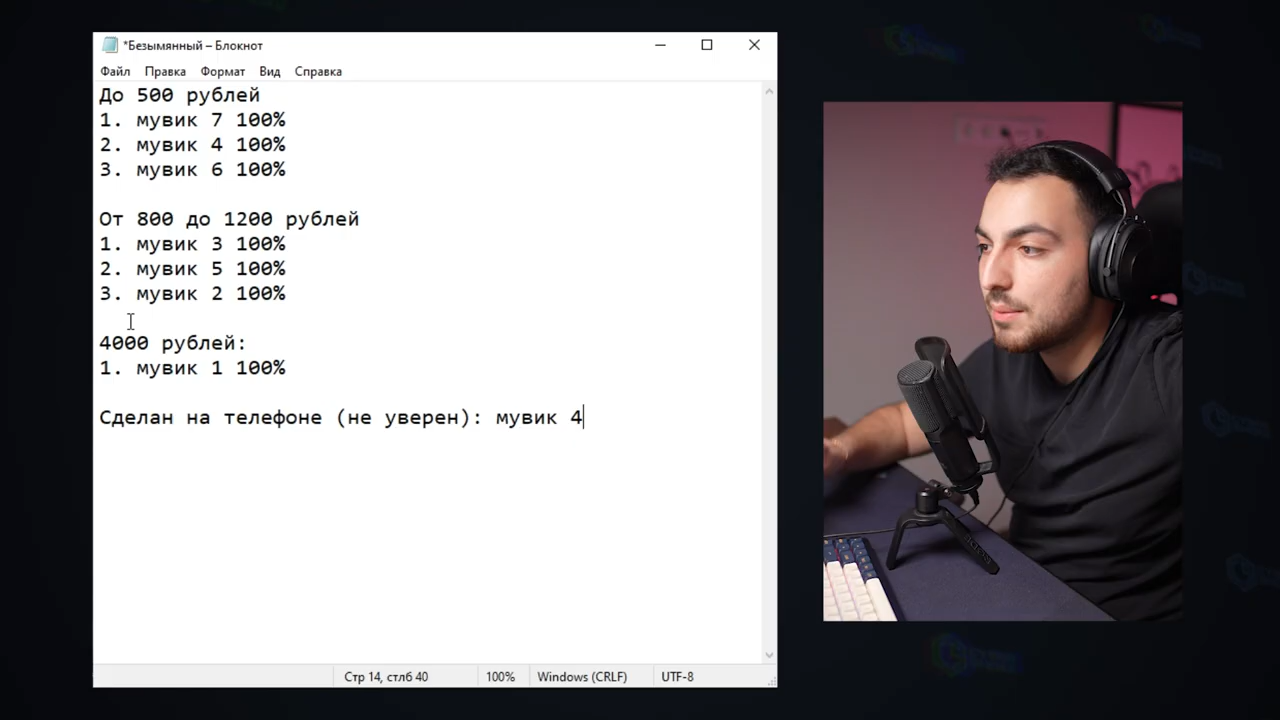 *Безымянный – Блокнот
Файл Правка Формат Вид Справка
До 500 рублей
1. мувик 7 100%
2. мувик 4 100%
3. мувик 6 100%
От 800 до 1200 рублей
1. мувик 3 100%
2. мувик 5 100%
3. мувик 2 100%
4000 рублей:
1. мувик 1 100%
Сделан на телефоне (не уверен): мувик 4
Стр 14, стлб 40 100% Windows (CRLF) UTF-8